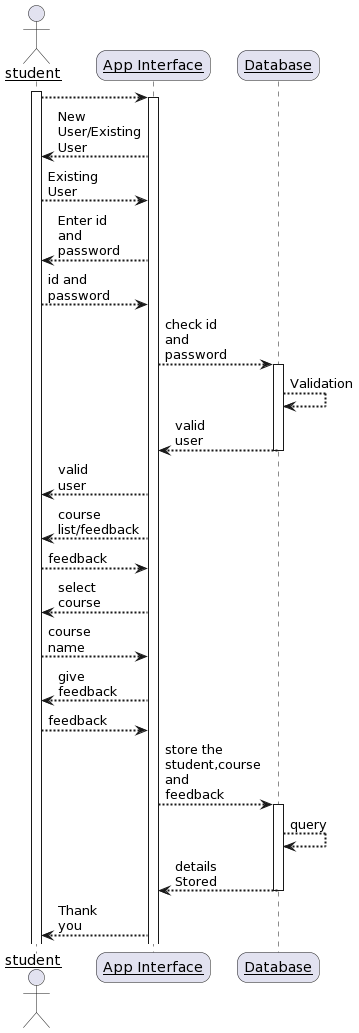 student
App Interface
Database
New
User/Existing
User
Existing
User
Enter id
and
password
id and
password
check id
and
password
Validation
valid
user
valid
user
course
list/feedback
feedback
select
course
course
name
give
feedback
feedback
store the
student,course
and
feedback
query
details
Stored
Thank
you
student
App Interface
Database